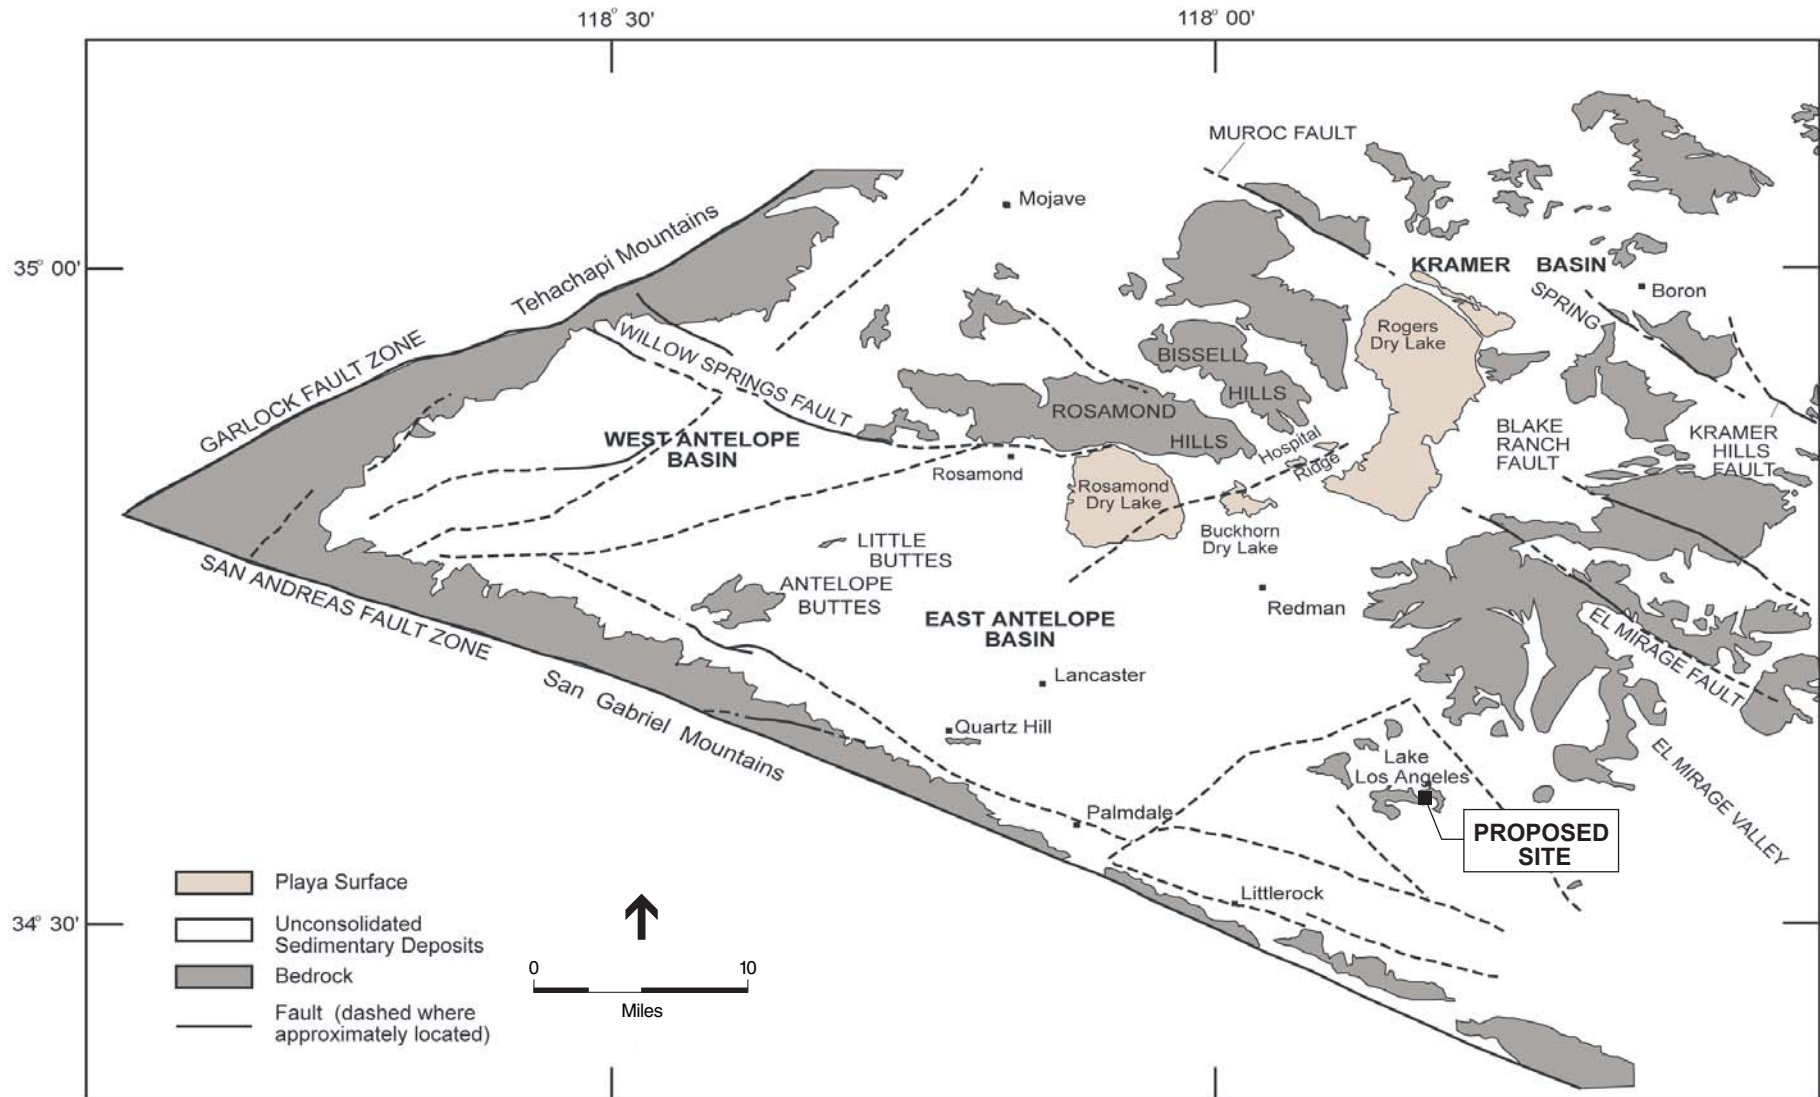 118° 30'
118° 00'
MUROC FAULT
Mojave
Tehachapi Mountains
35° 00'
KRAMER BASIN
SPRING
Boron
Rogers
Dry Lake
WILLOW SPRINGS FAULT
GARLOCK FAULT ZONE
BISSELL
HILLS
ROSAMOND
HILLS
WEST ANTELOPE
BASIN
BLAKE
RANCH
FAULT
KRAMER
HILLS
FAULT
Hospital
Ridge
Rosamond
Rosamond
Dry Lake
Buckhorn
Dry Lake
LITTLE
BUTTES
ANTELOPE
BUTTES
SAN ANDREAS FAULT ZONE
EAST ANTELOPE
BASIN
Redman
EL MIRAGE FAULT
Lancaster
San Gabriel Mountains
Quartz Hill
Lake
Los Angeles
EL MIRAGE VALLEY
Palmdale
PROPOSED
SITE
Littlerock
34° 30'
Playa Surface
Unconsolidated
Sedimentary Deposits
Bedrock
Fault (dashed where
approximately located)
0 10
Miles